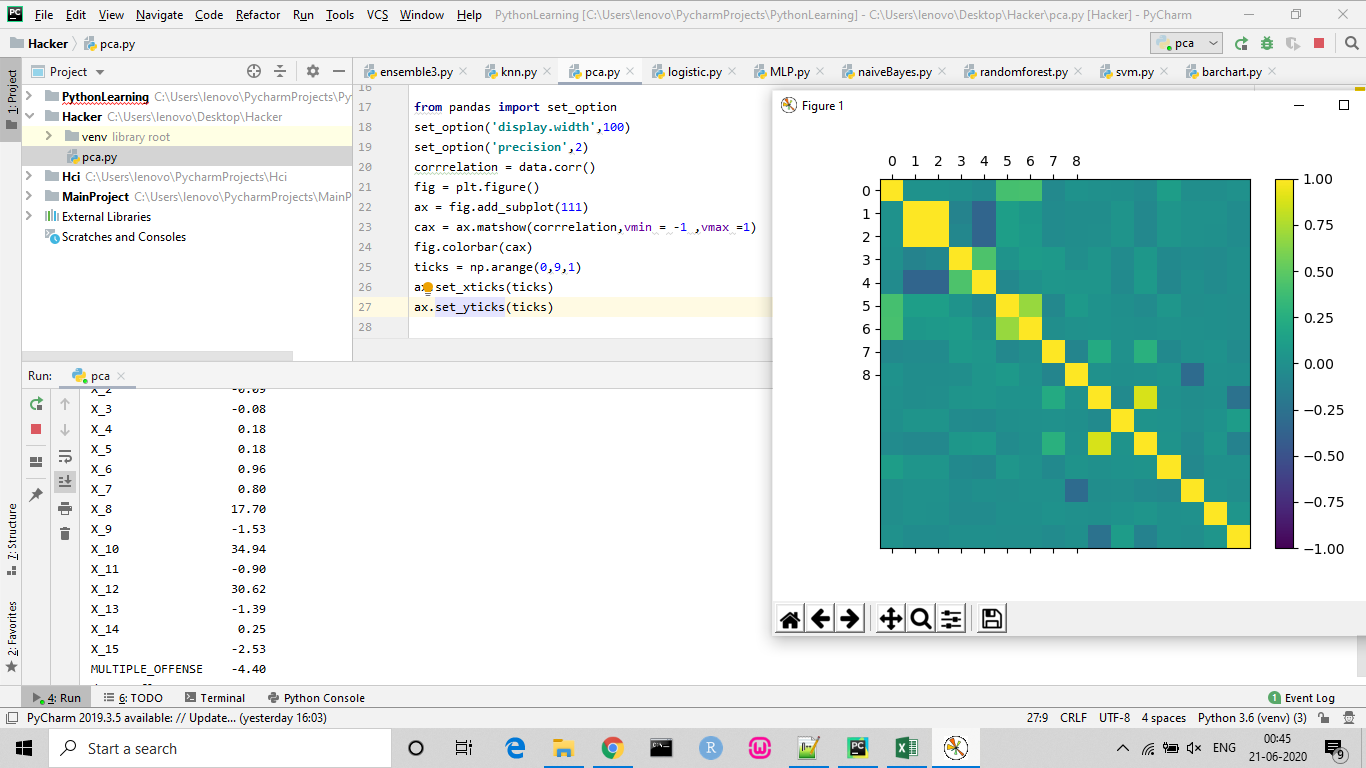 File Edit View Navigate Code Refactor Run Tools VCS Window Help PythonLearning [C:\Users\lenovo\PycharmProjects\PythonLearning] - C:\Users\lenovo\Desktop\Hacker\pca.py [Hacker] - PyCharm
Hacker pca.py pca
1: Project
Project
ensemble3.py knn.py pca.py logistic.py MLP.py naiveBayes.py randomforest.py svm.py barchart.py
PythonLearning C:\Users\lenovo\PycharmProjects\Py
Hacker C:\Users\lenovo\Desktop\Hacker
venv library root
pca.py
Hci C:\Users\lenovo\PycharmProjects\Hci
MainProject C:\Users\lenovo\PycharmProjects\MainP
External Libraries
Scratches and Consoles
16
17 from pandas import set_option
18 set_option('display.width',100)
19 set_option('precision',2)
20 corrrelation = data.corr()
21 fig = plt.figure()
22 ax = fig.add_subplot(111)
23 cax = ax.matshow(corrrelation,vmin = -1 ,vmax =1)
24 fig.colorbar(cax)
25 ticks = np.arange(0,9,1)
26 ax.set_xticks(ticks)
27 ax.set_yticks(ticks)
28
Figure 1
0 1 2 3 4 5 6 7 8
0
1
2
3
4
5
6
7
8
1.00
0.75
0.50
0.25
0.00
−0.25
−0.50
−0.75
−1.00
Run: pca
X_2 -0.09
X_3 -0.08
X_4 0.18
X_5 0.18
X_6 0.96
X_7 0.80
X_8 17.70
X_9 -1.53
X_10 34.94
X_11 -0.90
X_12 30.62
X_13 -1.39
X_14 0.25
X_15 -2.53
MULTIPLE_OFFENSE -4.40
7: Structure
2: Favorites
4: Run 6: TODO Terminal Python Console 1 Event Log
PyCharm 2019.3.5 available: // Update... (yesterday 16:03) 27:9 CRLF UTF-8 4 spaces Python 3.6 (venv) (3)
Start a search
ENG
00:45
21-06-2020
9